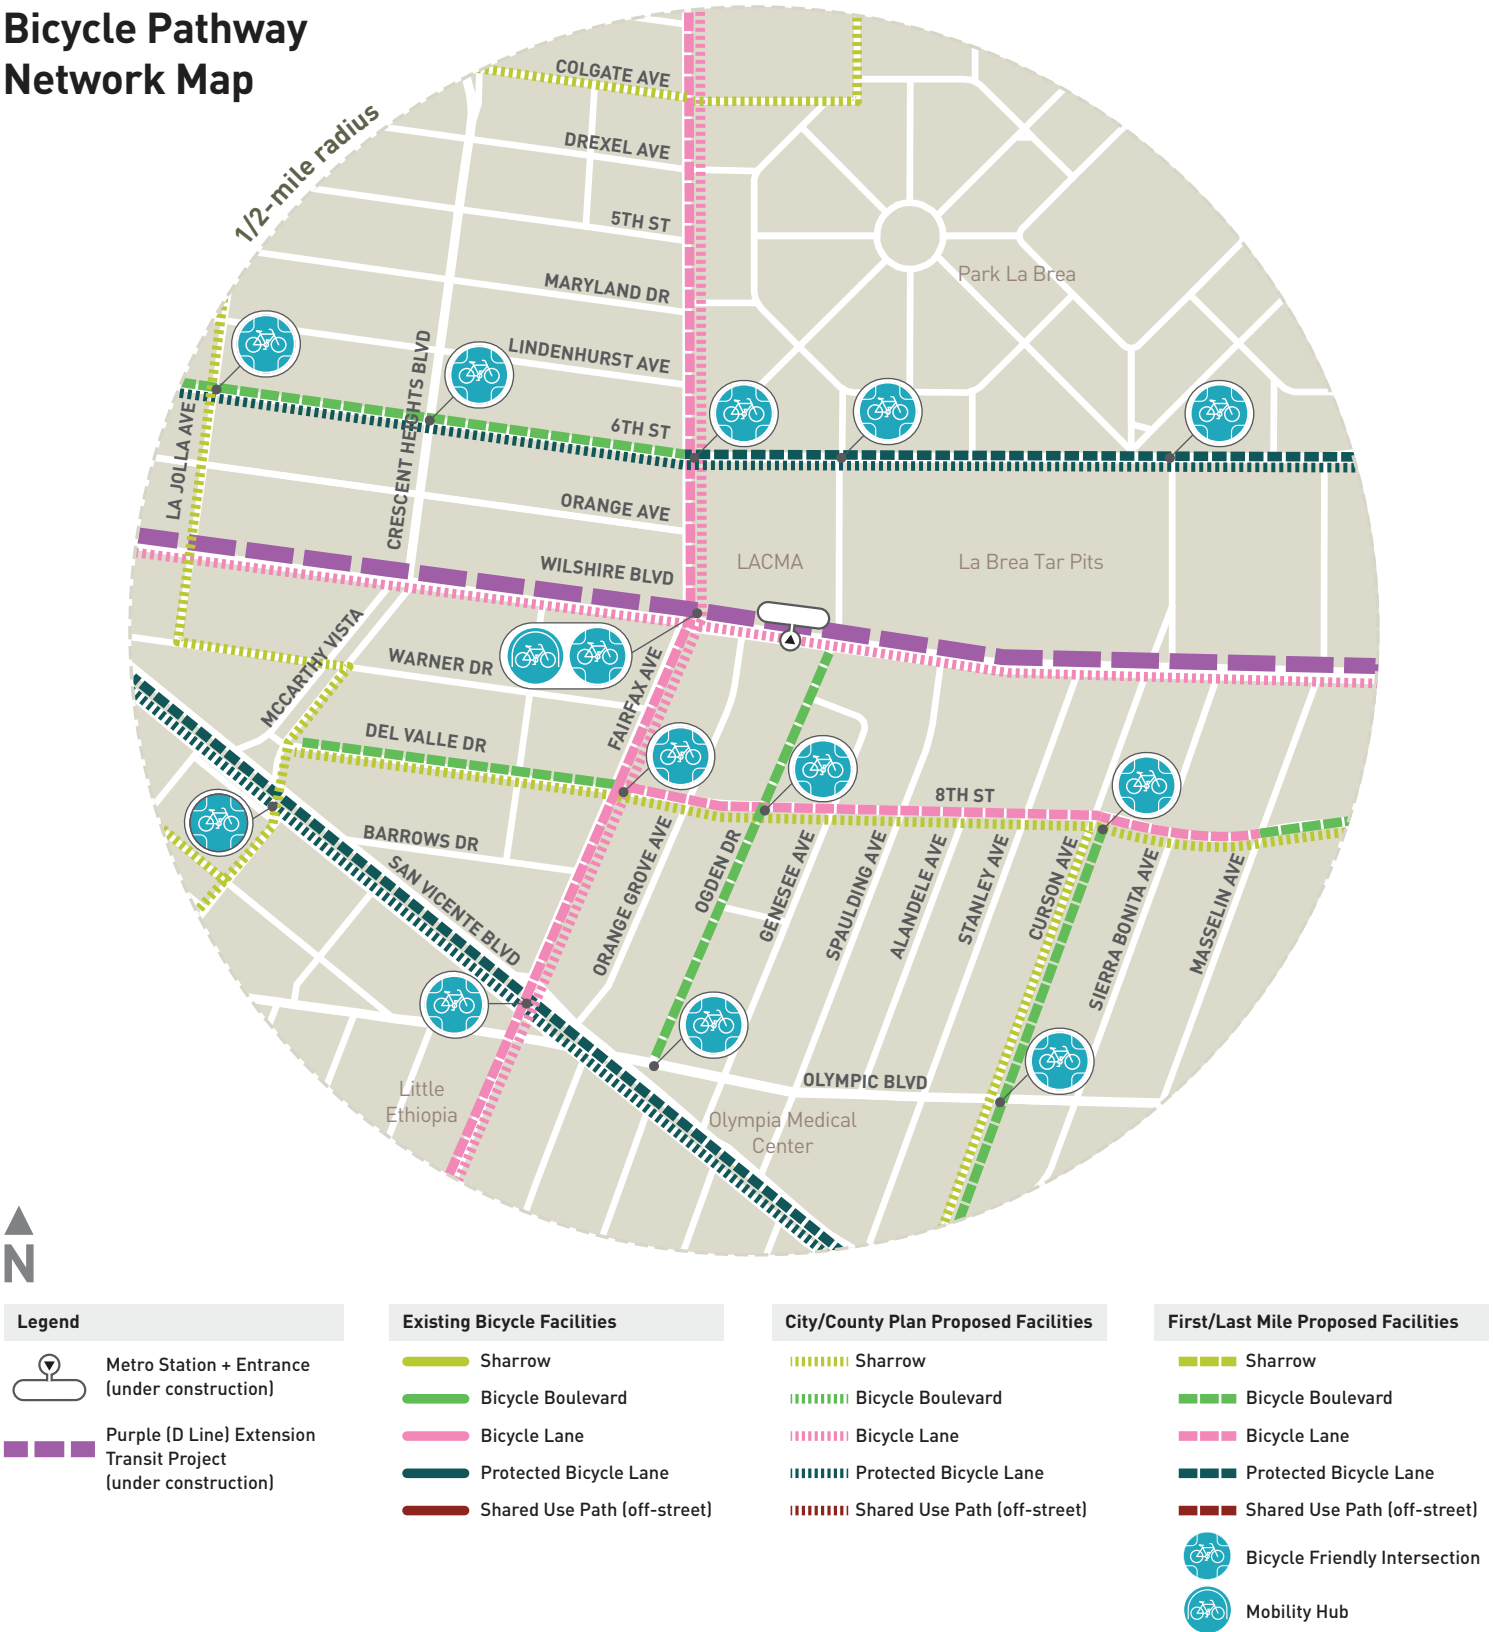 Bicycle Pathway
Network Map
1/2-mile radius
COLGATE AVE
DREXEL AVE
5TH ST
MARYLAND DR
LINDENHURST AVE
6TH ST
ORANGE AVE
WILSHIRE BLVD
LA JOLLA AVE
CRESCENT HEIGHTS BLVD
Park La Brea
LACMA
La Brea Tar Pits
MCCARTHY VISTA
WARNER DR
FAIRFAX AVE
DEL VALLE DR
8TH ST
BARROWS DR
SAN VICENTE BLVD
ORANGE GROVE AVE
OGDEN DR
GENESEE AVE
SPAULDING AVE
ALANDELE AVE
STANLEY AVE
CURSON AVE
SIERRA BONITA AVE
MASSELIN AVE
OLYMPIC BLVD
Little
Ethiopia
Olympia Medical
Center
N
Legend
Metro Station + Entrance
(under construction)
Purple (D Line) Extension
Transit Project
(under construction)
Existing Bicycle Facilities
Sharrow
Bicycle Boulevard
Bicycle Lane
Protected Bicycle Lane
Shared Use Path (off-street)
City/County Plan Proposed Facilities
Sharrow
Bicycle Boulevard
Bicycle Lane
Protected Bicycle Lane
Shared Use Path (off-street)
First/Last Mile Proposed Facilities
Sharrow
Bicycle Boulevard
Bicycle Lane
Protected Bicycle Lane
Shared Use Path (off-street)
Bicycle Friendly Intersection
Mobility Hub